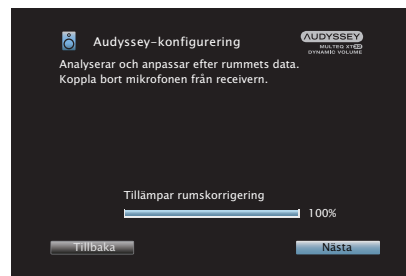 Audyssey-konfigurering
AUDYSSEY
MULTEQ XT32
DYNAMIC VOLUME
Analyserar och anpassar efter rummets data.
Koppla bort mikrofonen från receivern.
Tillämpar rumskorrigering
100%
Tillbaka
Nästa